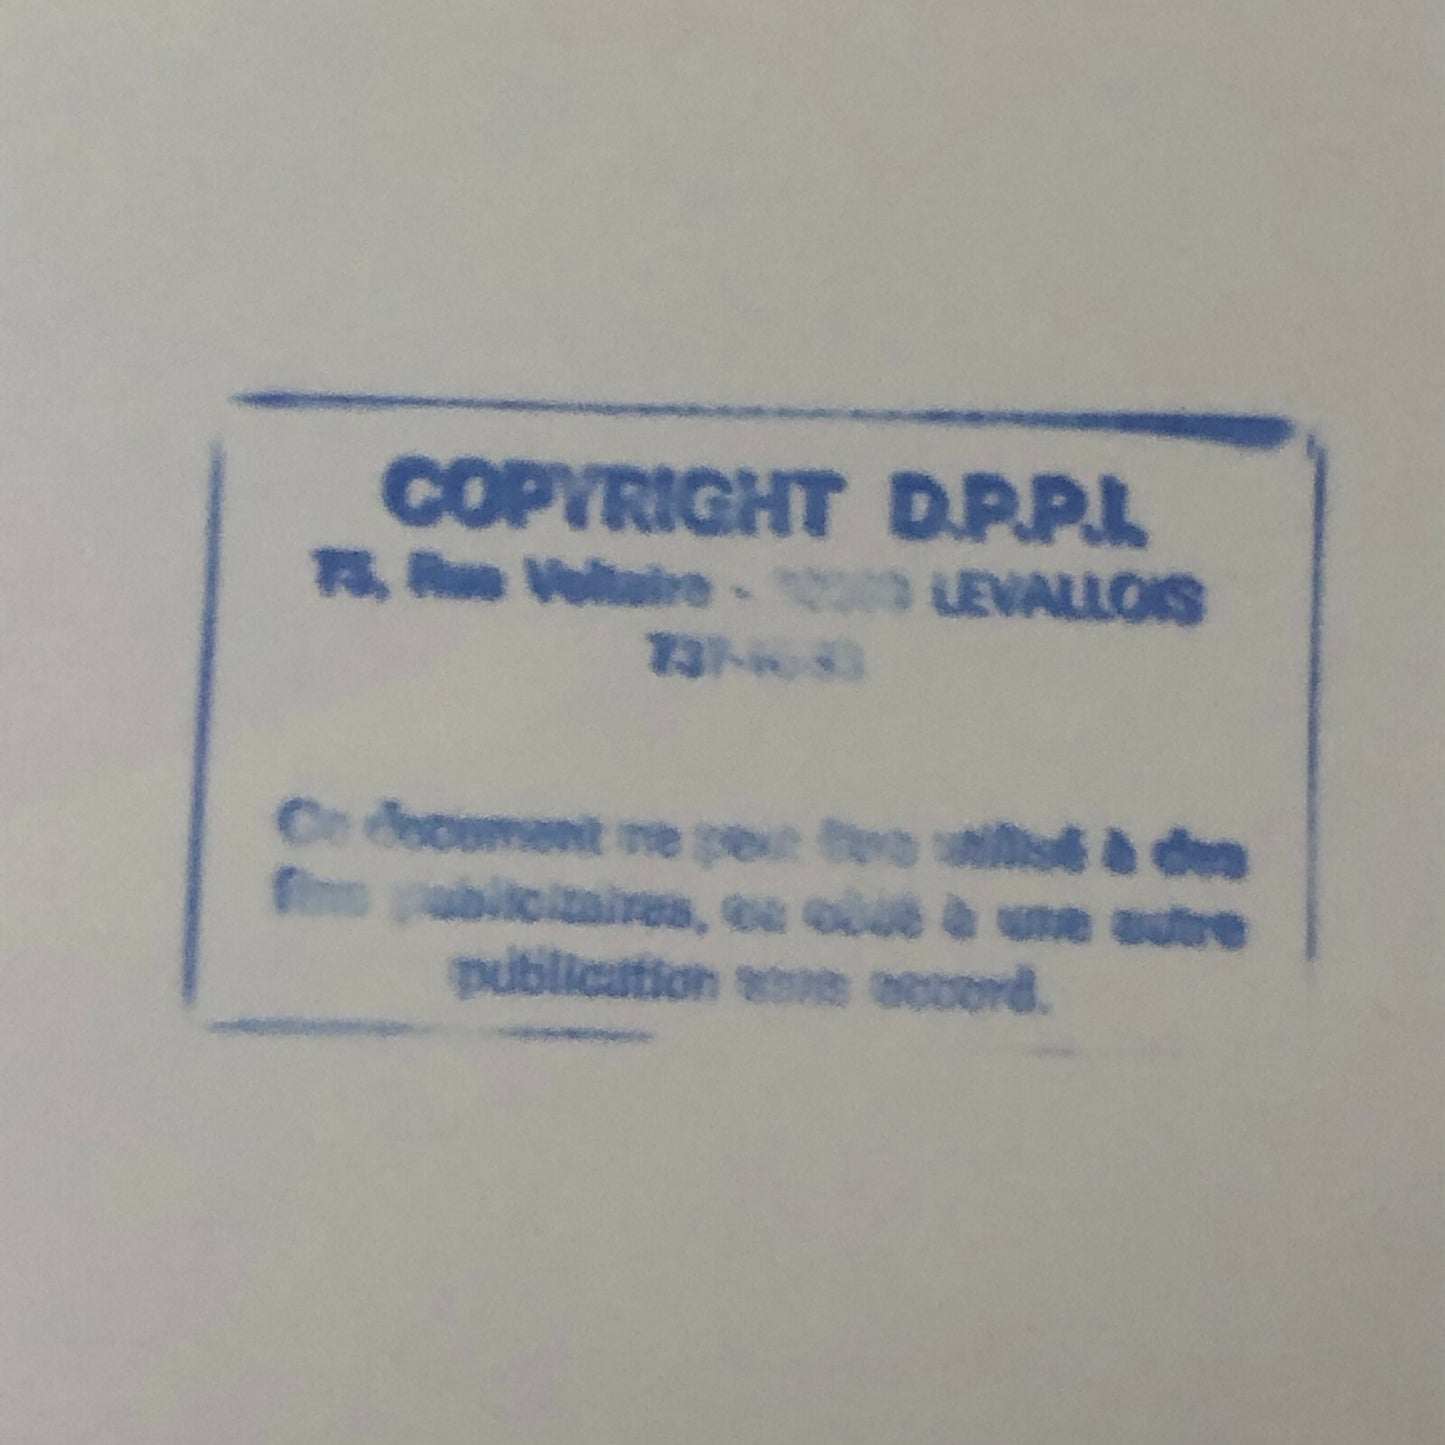 COPYRIGHT D.P.P.I.
73, Rue Voltaire - LEVALLOIS
Ce document ne peut être utilisé à des
fins publicitaires, ou cédé à une autre
publication sans accord.